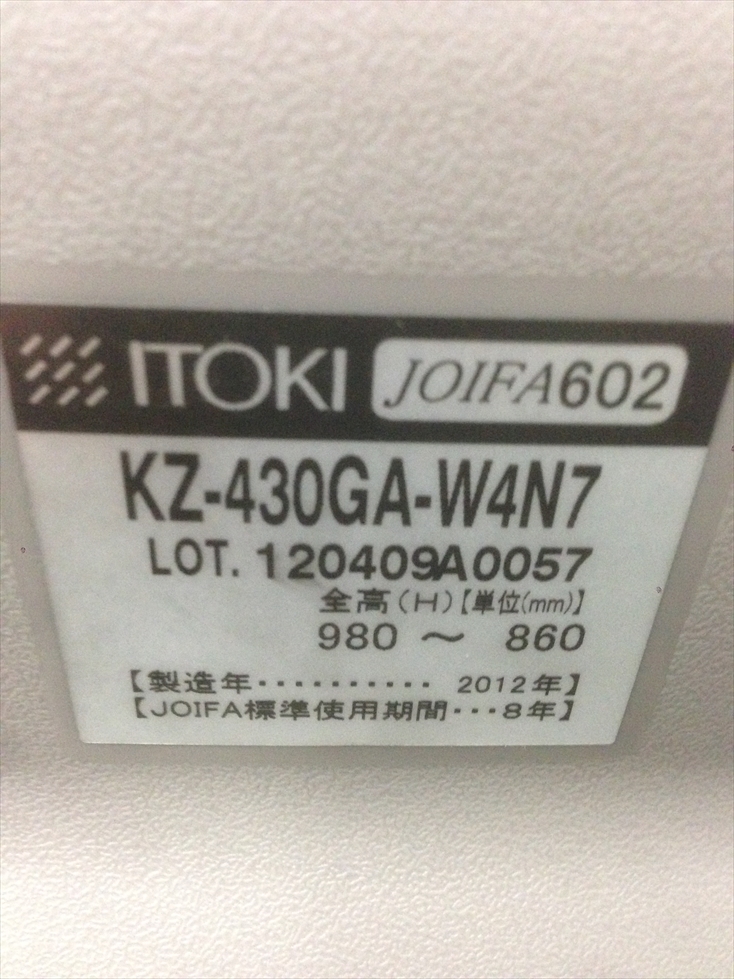 ITOKI JOIFA602
KZ-430GA-W4N7
LOT. 120409A0057
全高(H)【単位(mm)】
980 ～ 860
【製造年・・・・・・・・・・ 2012年】
【JOIFA標準使用期間・・・8年】